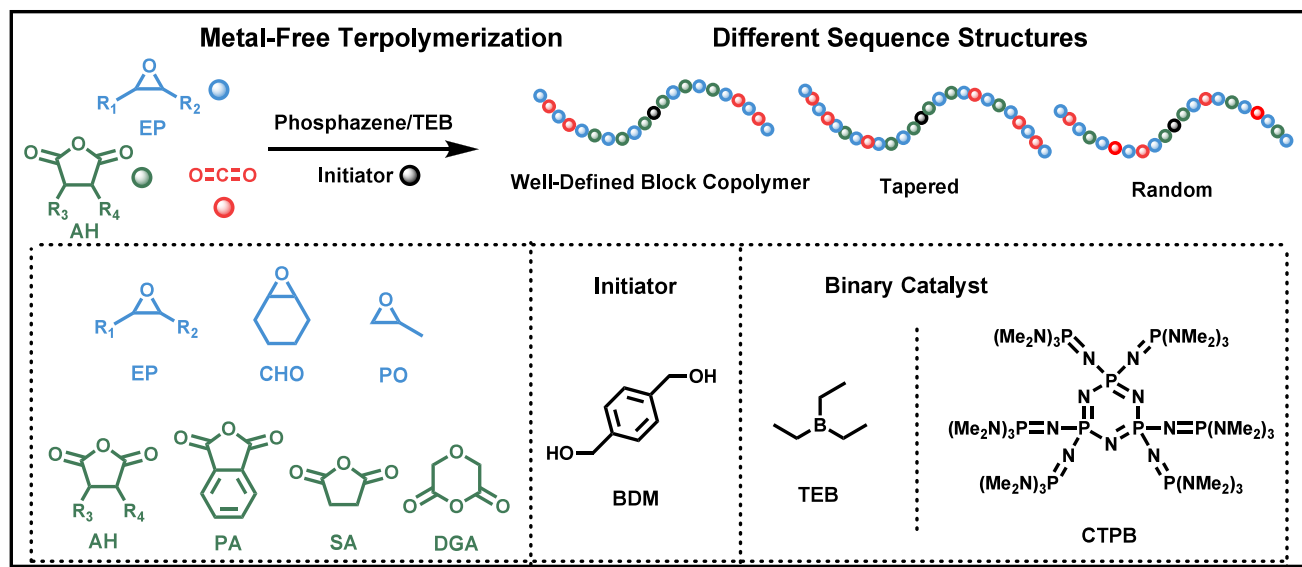 Metal-Free Terpolymerization
Different Sequence Structures
O
R1
R2
EP
O
O
O
R3
R4
AH
O=C=O
Phosphazene/TEB
Initiator
Well-Defined Block Copolymer
Tapered
Random
O
R1
R2
EP
O
CHO
O
PO
O
O
O
R3
R4
AH
O
O
O
PA
O
O
O
SA
O
O
O
O
DGA
Initiator
OH
HO
BDM
Binary Catalyst
B
TEB
(Me2N)3P
P(NMe2)3
N
N
P
N
N
(Me2N)3P=N
P
P
N=P(NMe2)3
N
N
N
(Me2N)3P
P(NMe2)3
CTPB